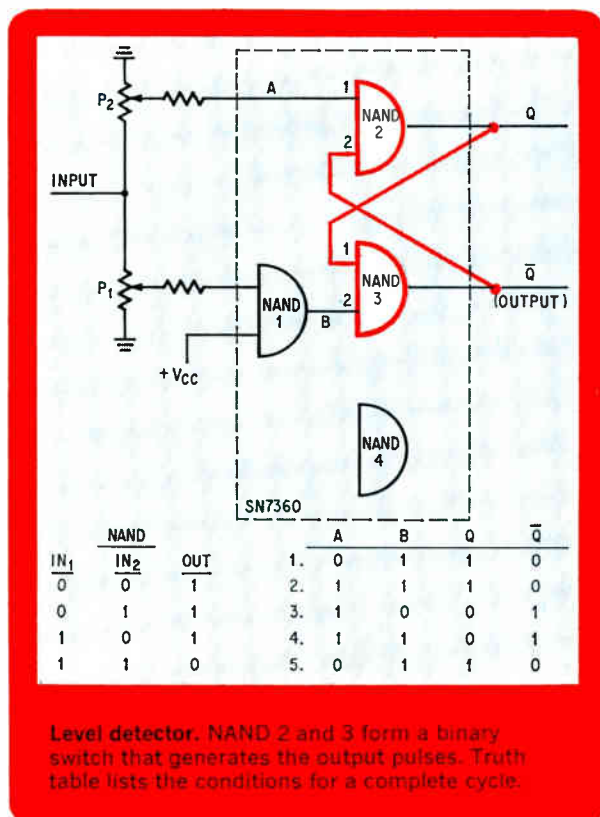 P2
A
1
NAND
2
Q
2
INPUT
P1
NAND
1
B
1
NAND
3
2
Q̅
(OUTPUT)
+VCC
NAND
4
SN7360
NAND
IN1 IN2 OUT
0 0 1
0 1 1
1 0 1
1 1 0
A B Q Q̅
1. 0 1 1 0
2. 1 1 1 0
3. 1 0 0 1
4. 1 1 0 1
5. 0 1 1 0
Level detector. NAND 2 and 3 form a binary
switch that generates the output pulses. Truth
table lists the conditions for a complete cycle.